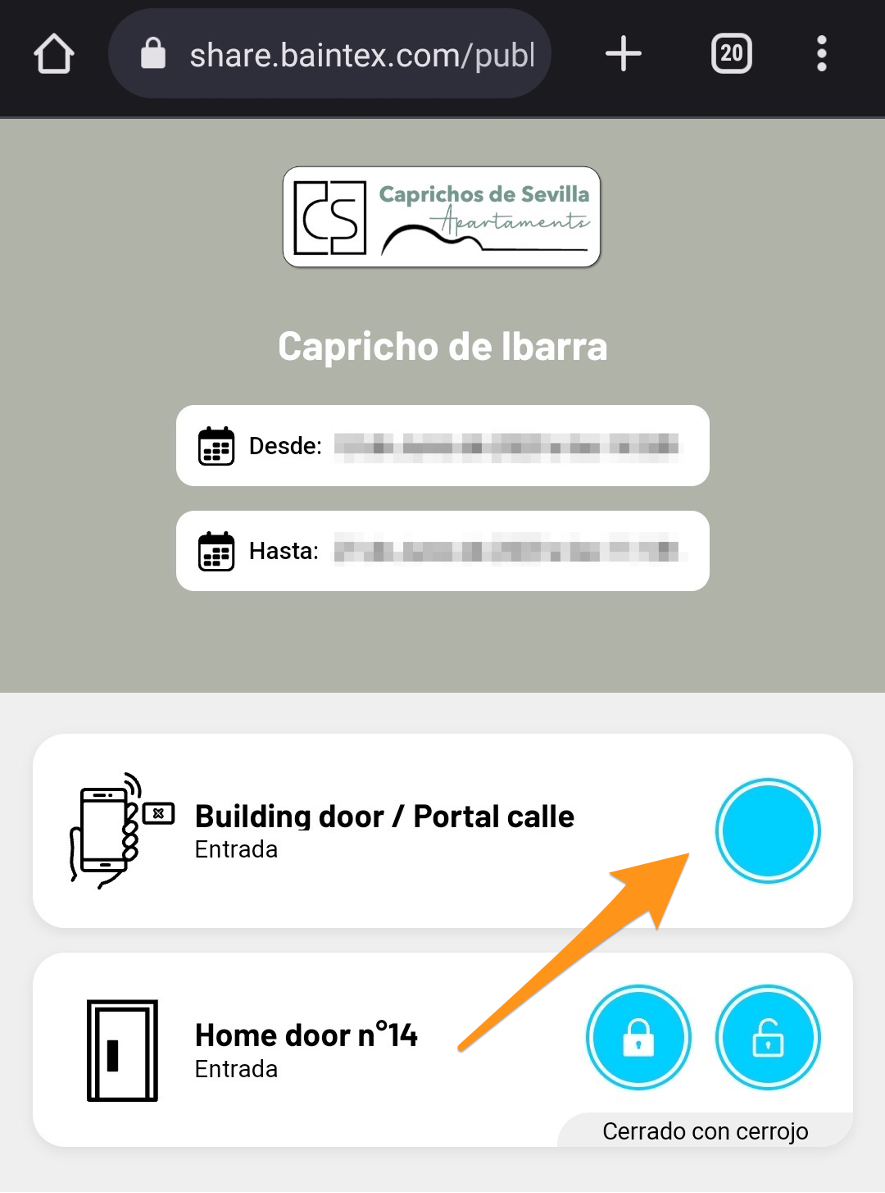 share.baintex.com/publ
20
CS
Caprichos de Sevilla
Apartaments
Capricho de Ibarra
Desde:
Hasta:
Building door / Portal calle
Entrada
Home door n°14
Entrada
Cerrado con cerrojo